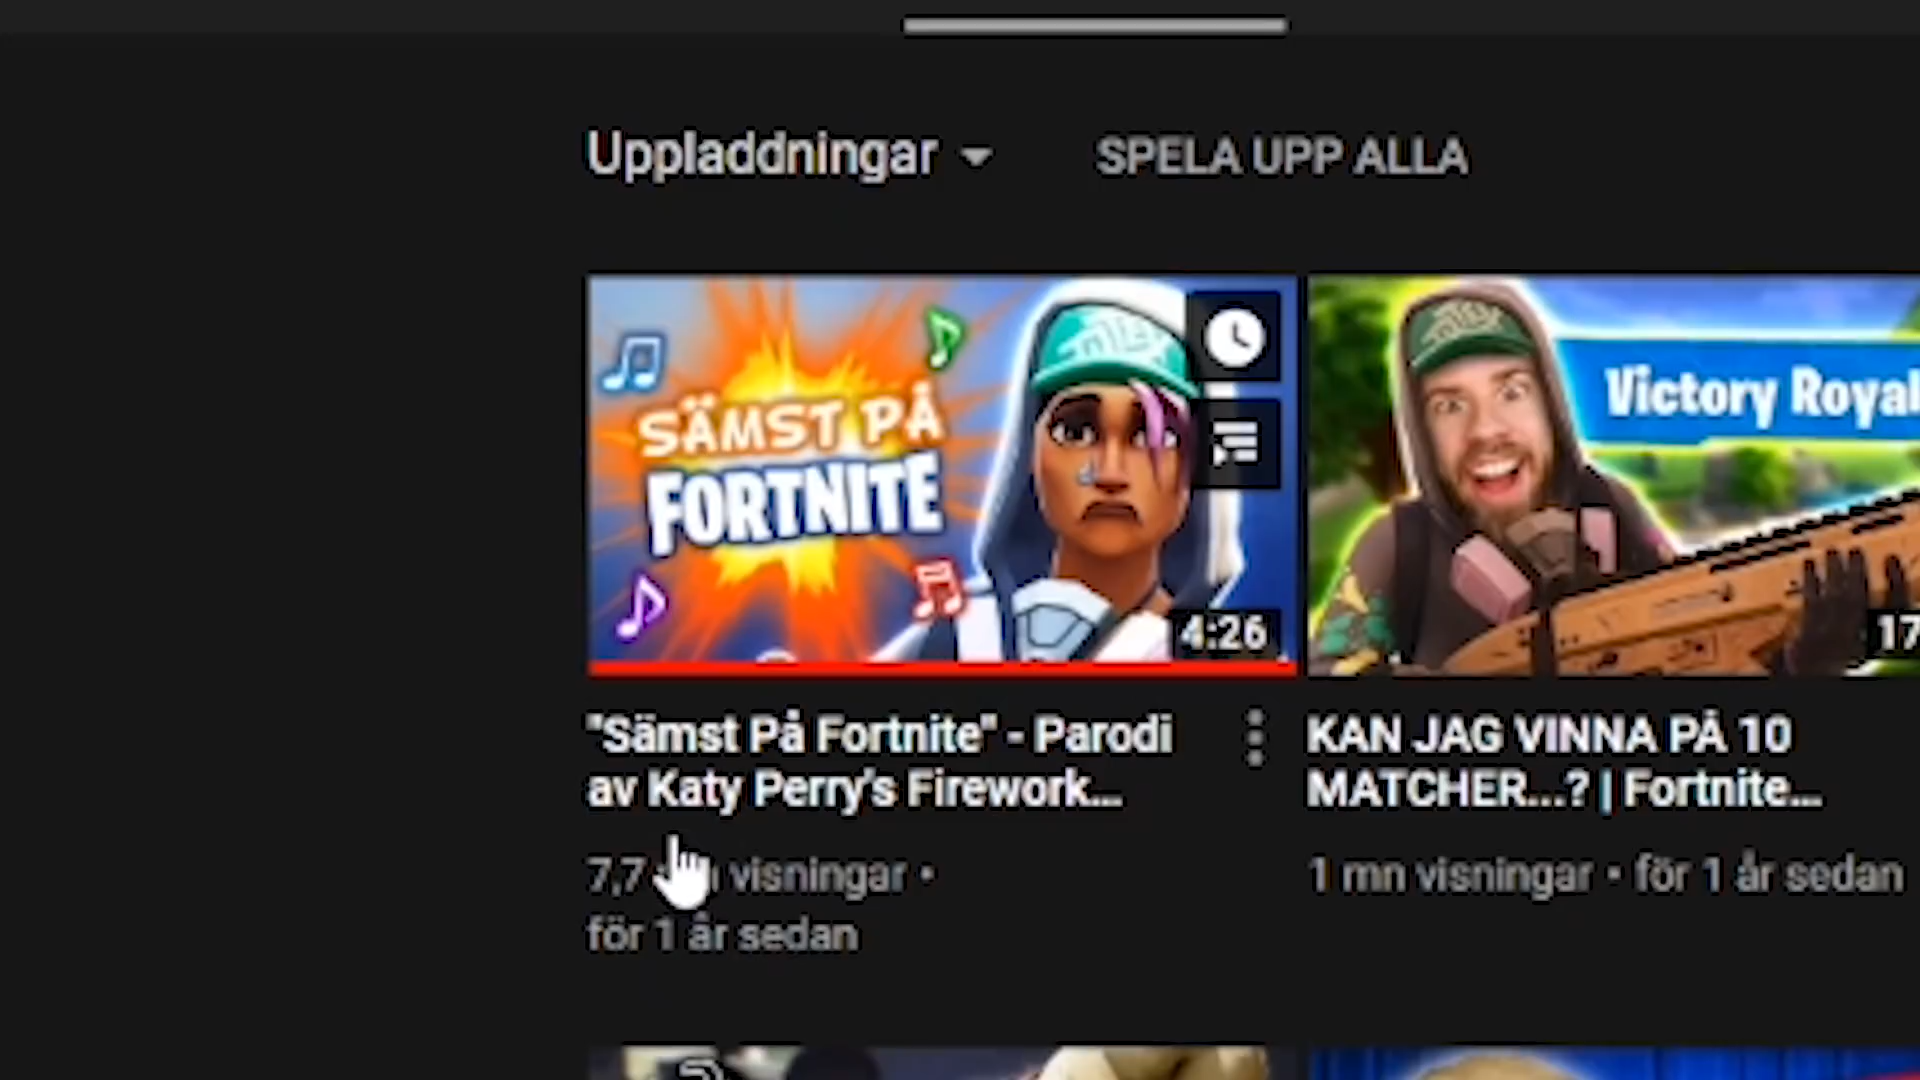 Uppladdningar
SPELA UPP ALLA
SÄMST PÅ
FORTNITE
4:26
Victory Royal
17
"Sämst På Fortnite" - Parodi
av Katy Perry's Firework...
7,7 visningar •
för 1 år sedan
KAN JAG VINNA PÅ 10
MATCHER...? | Fortnite...
1 mn visningar • för 1 år sedan